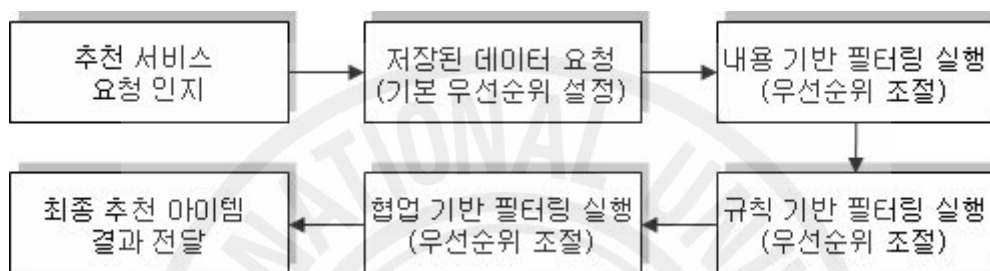 추천 서비스
요청 인지
저장된 데이터 요청
(기본 우선순위 설정)
내용 기반 필터링 실행
(우선순위 조절)
규칙 기반 필터링 실행
(우선순위 조절)
협업 기반 필터링 실행
(우선순위 조절)
최종 추천 아이템
결과 전달
NATIONAL UN